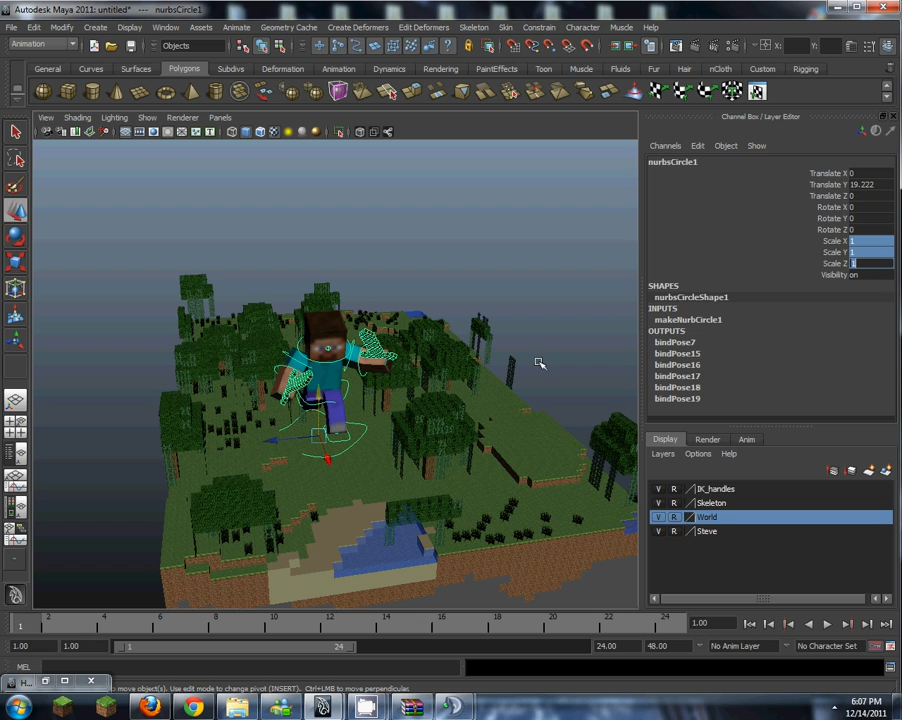 Autodesk Maya 2011: untitled* --- nurbsCircle1
File Edit Modify Create Display Window Assets Animate Geometry Cache Create Deformers Edit Deformers Skeleton Skin Constrain Character Muscle Help
Animation Objects X: Y:
General Curves Surfaces Polygons Subdivs Deformation Animation Dynamics Rendering PaintEffects Toon Muscle Fluids Fur Hair nCloth Custom Rigging
View Shading Lighting Show Renderer Panels
Channel Box / Layer Editor
Channels Edit Object Show
nurbsCircle1
Translate X 0
Translate Y 19.222
Translate Z 0
Rotate X 0
Rotate Y 0
Rotate Z 0
Scale X 1
Scale Y 1
Scale Z 1
Visibility on
SHAPES
nurbsCircleShape1
INPUTS
makeNurbCircle1
OUTPUTS
bindPose7
bindPose15
bindPose16
bindPose17
bindPose18
bindPose19
Display Render Anim
Layers Options Help
V R IK_handles
V R Skeleton
V R World
V R Steve
1 2 4 6 8 10 12 14 16 18 20 22 24 1.00
1.00 1.00 1 24 24.00 48.00 No Anim Layer No Character Set
MEL
H... to move object(s). Use edit mode to change pivot (INSERT). Ctrl+LMB to move perpendicular.
6:07 PM
12/14/2011